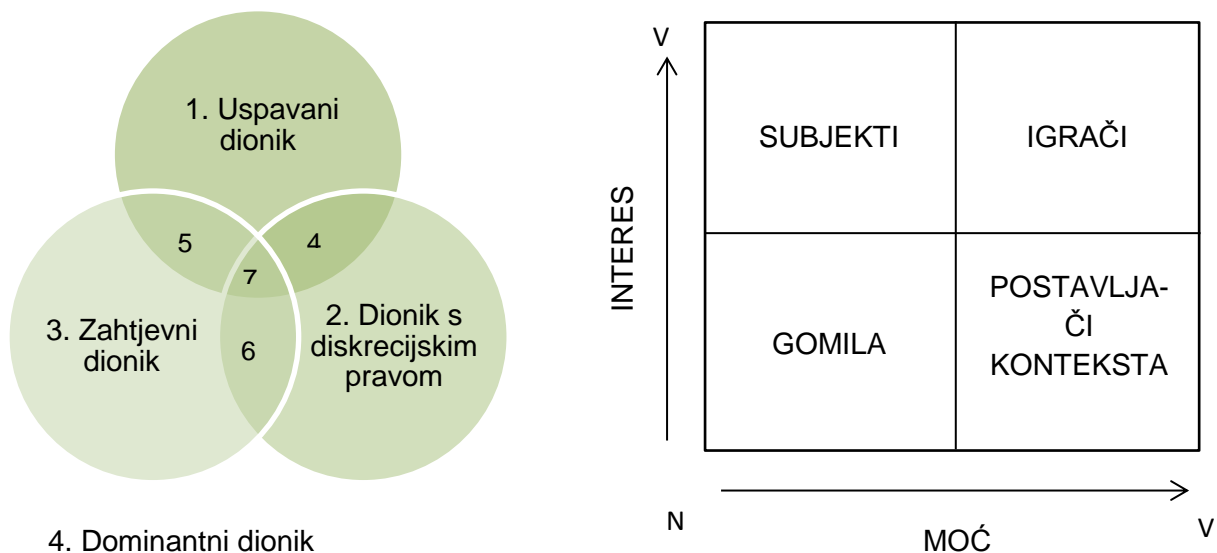 1. Uspavani
dionik
5
4
7
3. Zahtjevni
dionik
6
2. Dionik s
diskrecijskim
pravom
4. Dominantni dionik
V
INTERES
SUBJEKTI
IGRAČI
GOMILA
POSTAVLJA-
ČI
KONTEKSTA
N
MOĆ
V